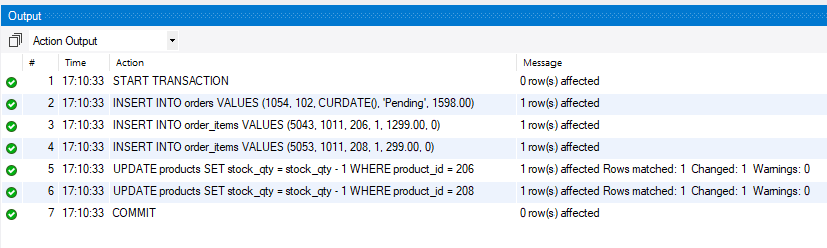 Output
Action Output
# Time Action Message
1 17:10:33 START TRANSACTION 0 row(s) affected
2 17:10:33 INSERT INTO orders VALUES (1054, 102, CURDATE(), 'Pending', 1598.00) 1 row(s) affected
3 17:10:33 INSERT INTO order_items VALUES (5043, 1011, 206, 1, 1299.00, 0) 1 row(s) affected
4 17:10:33 INSERT INTO order_items VALUES (5053, 1011, 208, 1, 299.00, 0) 1 row(s) affected
5 17:10:33 UPDATE products SET stock_qty = stock_qty - 1 WHERE product_id = 206 1 row(s) affected Rows matched: 1 Changed: 1 Warnings: 0
6 17:10:33 UPDATE products SET stock_qty = stock_qty - 1 WHERE product_id = 208 1 row(s) affected Rows matched: 1 Changed: 1 Warnings: 0
7 17:10:33 COMMIT 0 row(s) affected